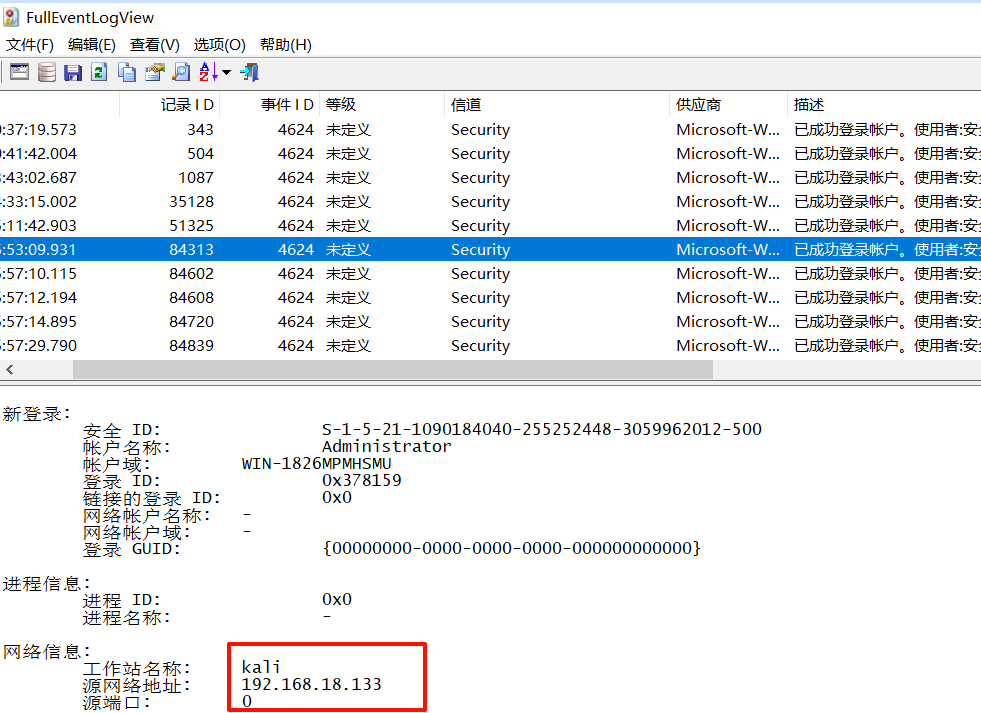 FullEventLogView
文件(F) 编辑(E) 查看(V) 选项(O) 帮助(H)
记录 I D 事件 I D 等级 信道 供应商 描述
:37:19.573 343 4624 未定义 Security Microsoft-W... 已成功登录帐户。使用者:安全
:41:42.004 504 4624 未定义 Security Microsoft-W... 已成功登录帐户。使用者:安全
:43:02.687 1087 4624 未定义 Security Microsoft-W... 已成功登录帐户。使用者:安全
:33:15.002 35128 4624 未定义 Security Microsoft-W... 已成功登录帐户。使用者:安全
:11:42.903 51325 4624 未定义 Security Microsoft-W... 已成功登录帐户。使用者:安全
:53:09.931 84313 4624 未定义 Security Microsoft-W... 已成功登录帐户。使用者:安全
:57:10.115 84602 4624 未定义 Security Microsoft-W... 已成功登录帐户。使用者:安全
:57:12.194 84608 4624 未定义 Security Microsoft-W... 已成功登录帐户。使用者:安全
:57:14.895 84720 4624 未定义 Security Microsoft-W... 已成功登录帐户。使用者:安全
:57:29.790 84839 4624 未定义 Security Microsoft-W... 已成功登录帐户。使用者:安全
新登录:
安全 ID: S-1-5-21-1090184040-255252448-3059962012-500
帐户名称: Administrator
帐户域: WIN-1826MPMHSMU
登录 ID: 0x378159
链接的登录 ID: 0x0
网络帐户名称: -
网络帐户域: -
登录 GUID: {00000000-0000-0000-0000-000000000000}
进程信息:
进程 ID: 0x0
进程名称: -
网络信息:
工作站名称: kali
源网络地址: 192.168.18.133
源端口: 0